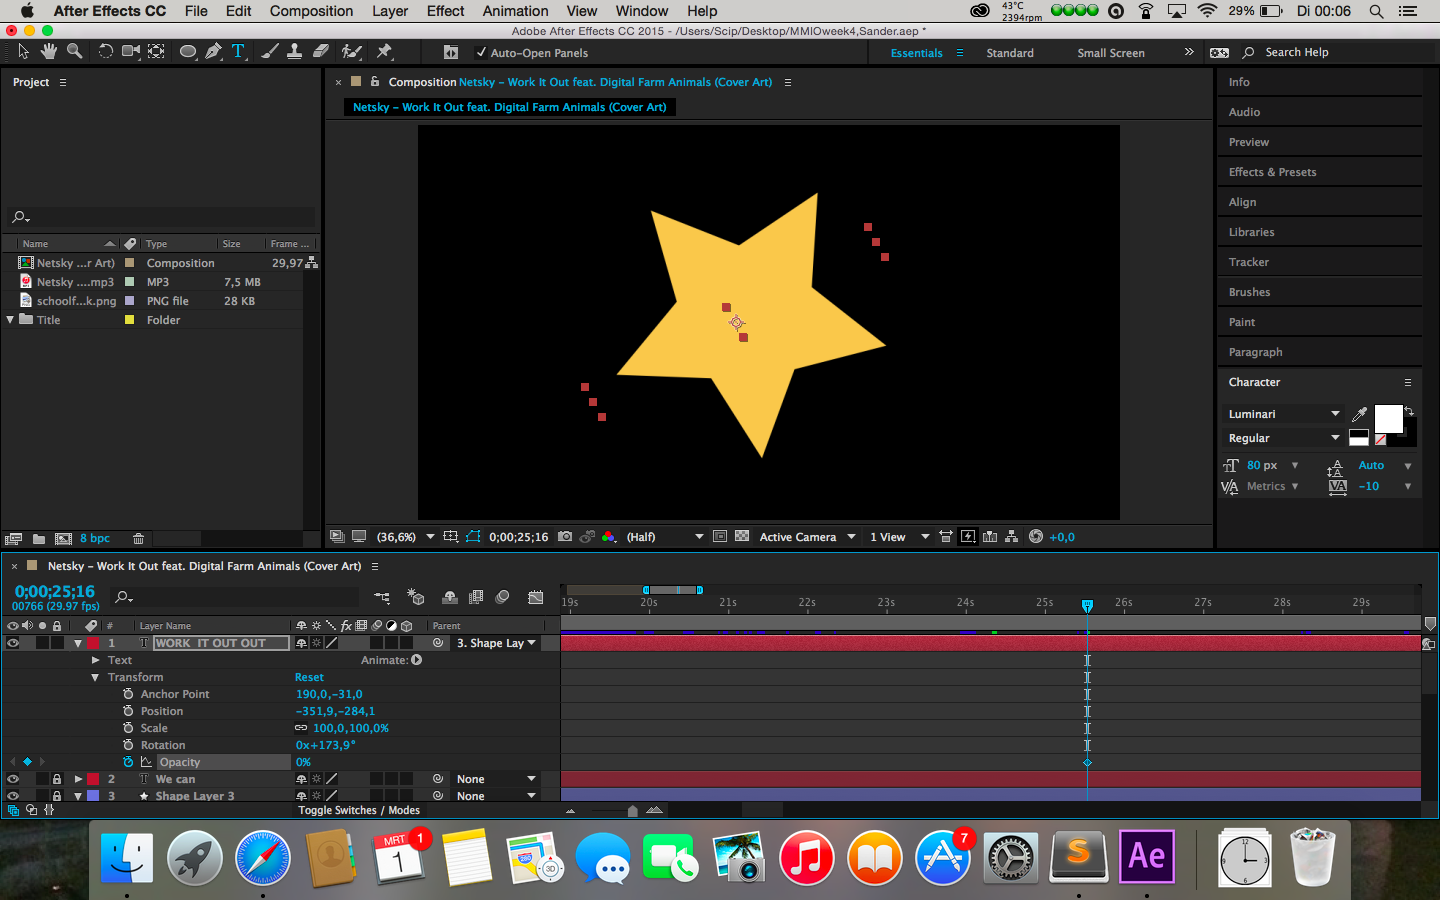 After Effects CC File Edit Composition Layer Effect Animation View Window Help 43°C 2394rpm 29% Di 00:06
Adobe After Effects CC 2015 - /Users/Scip/Desktop/MMIOweek4,Sander.aep *
T Auto-Open Panels Essentials Standard Small Screen Search Help
Project
Composition Netsky – Work It Out feat. Digital Farm Animals (Cover Art)
Netsky – Work It Out feat. Digital Farm Animals (Cover Art)
Name Type Size Frame ...
Netsky ...r Art) Composition 29,97
Netsky ....mp3 MP3 7,5 MB
schoolf...k.png PNG file 28 KB
Title Folder
8 bpc
(36,6%) 0;00;25;16 (Half) Active Camera 1 View +0,0
Info
Audio
Preview
Effects & Presets
Align
Libraries
Tracker
Brushes
Paint
Paragraph
Character
Luminari
Regular
80 px Auto
Metrics -10
Netsky – Work It Out feat. Digital Farm Animals (Cover Art)
0;00;25;16
00766 (29.97 fps)
19s 20s 21s 22s 23s 24s 25s 26s 27s 28s 29s
# Layer Name Parent
1 T WORK IT OUT OUT 3. Shape Lay
Text Animate:
Transform Reset
Anchor Point 190,0,-31,0
Position -351,9,-284,1
Scale 100,0,100,0%
Rotation 0x+173,9°
Opacity 0%
2 T We can None
3 Shape Layer 3 None
Toggle Switches / Modes
MRT 1 1
280 3D
7
S
Ae
12 3 6 9